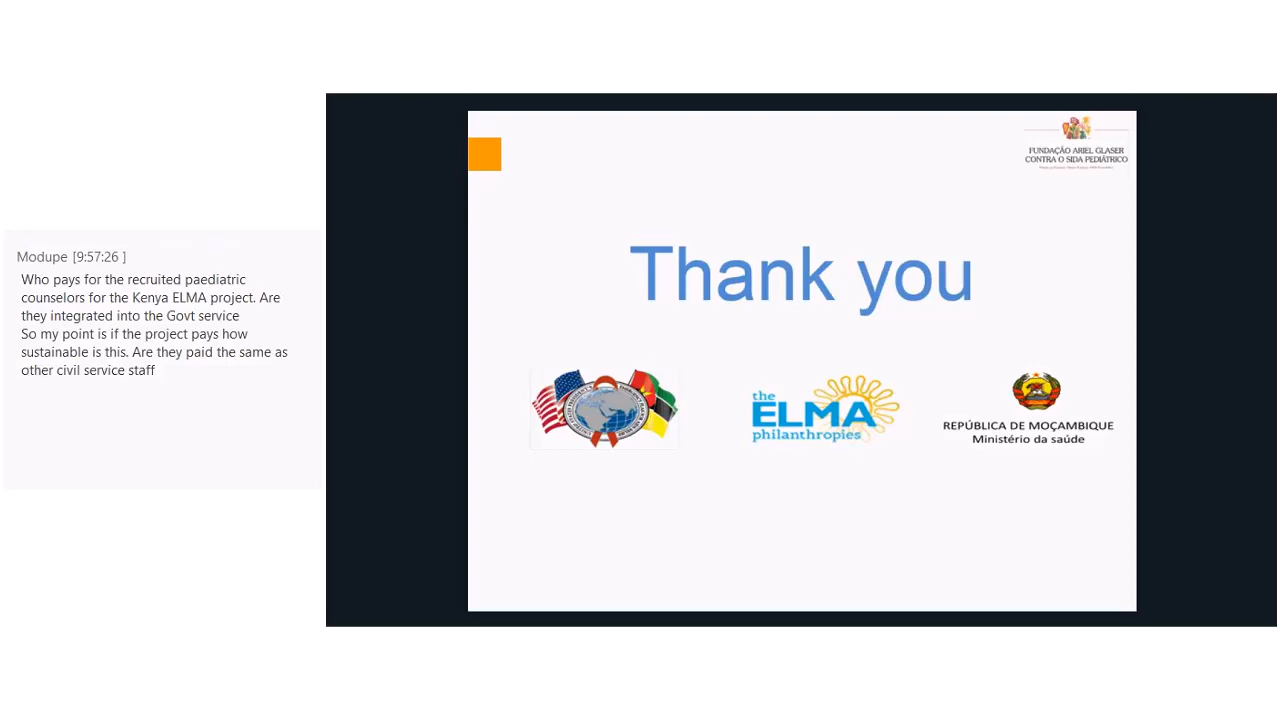 Modupe [9:57:26 ]
Who pays for the recruited paediatric
counselors for the Kenya ELMA project. Are
they integrated into the Govt service
So my point is if the project pays how
sustainable is this. Are they paid the same as
other civil service staff
FUNDAÇÃO ARIEL GLASER
CONTRA O SIDA PEDIÁTRICO
Thank you
the
ELMA
philanthropies
REPÚBLICA DE MOÇAMBIQUE
Ministério da saúde